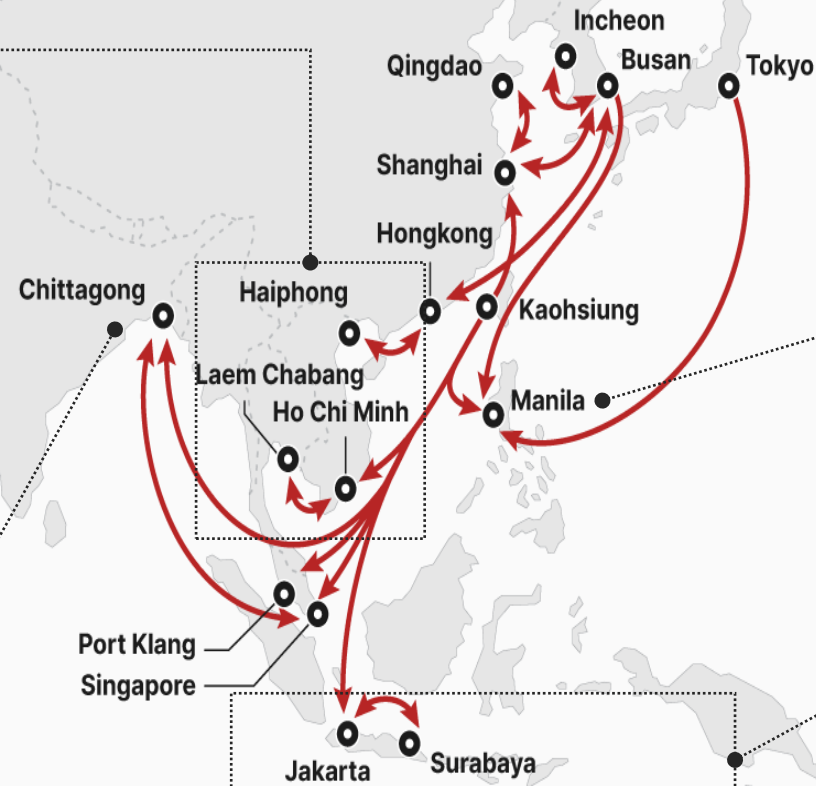 Incheon
Qingdao
Busan
Tokyo
Shanghai
Hongkong
Chittagong
Haiphong
Kaohsiung
Laem Chabang
Manila
Ho Chi Minh
Port Klang
Singapore
Jakarta
Surabaya